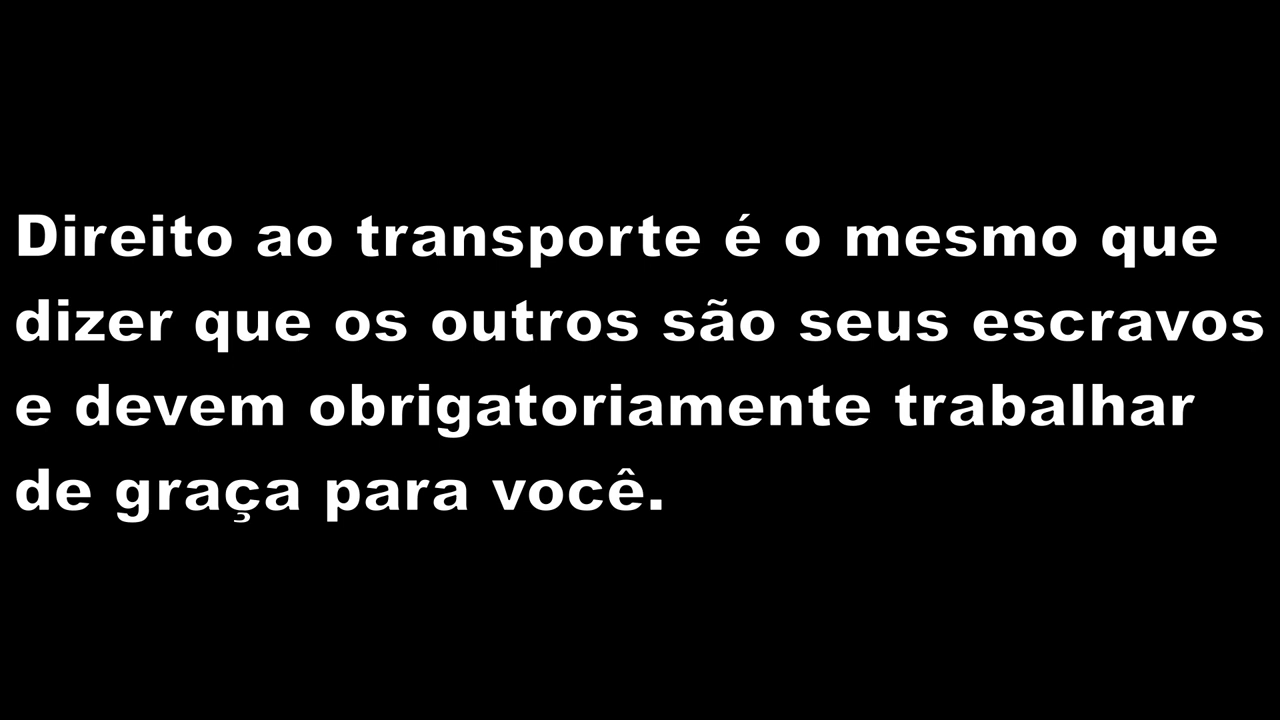 Direito ao transporte é o mesmo que
dizer que os outros são seus escravos
e devem obrigatoriamente trabalhar
de graça para você.